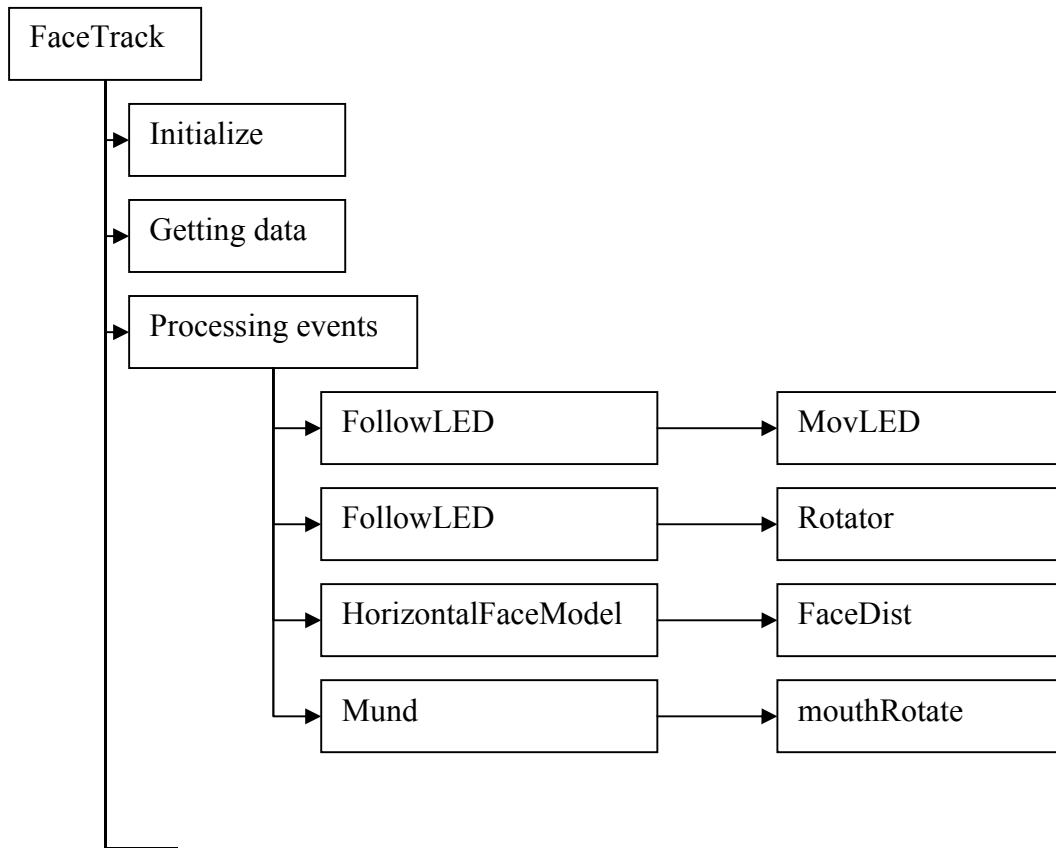 FaceTrack
Initialize
Getting data
Processing events
FollowLED
MovLED
FollowLED
Rotator
HorizontalFaceModel
FaceDist
Mund
mouthRotate